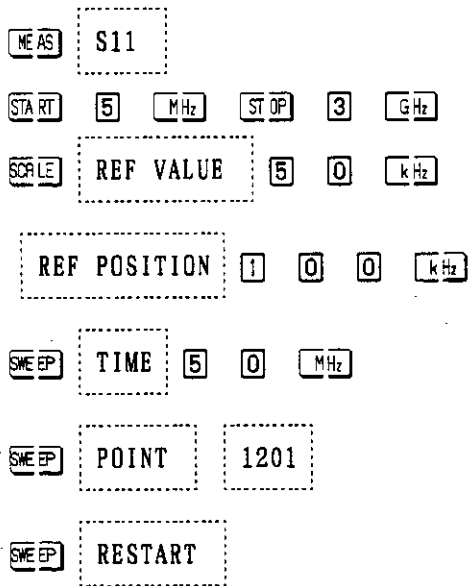 MEAS S11
START 5 MHz STOP 3 GHz
SCALE REF VALUE 5 0 kHz
REF POSITION 1 0 0 kHz
SWEEP TIME 5 0 MHz
SWEEP POINT 1201
SWEEP RESTART